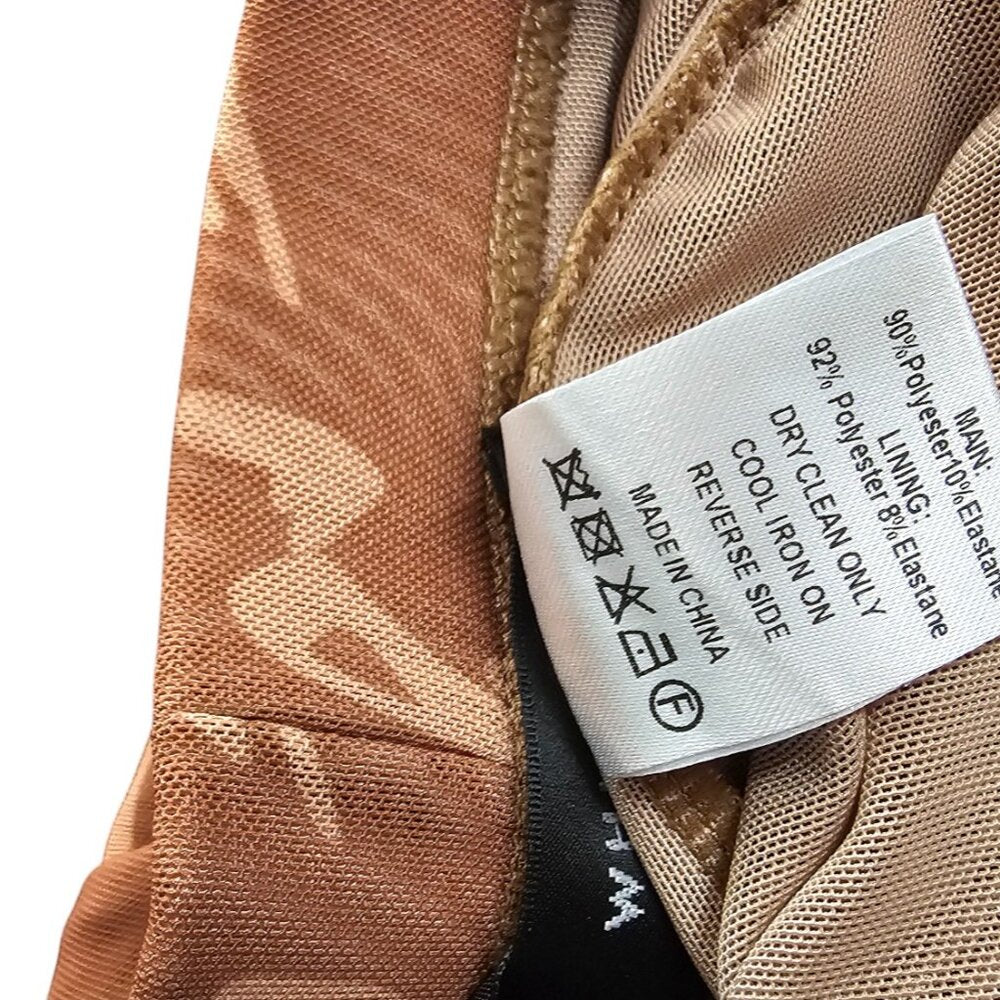 MAIN:
90%Polyester10%Elastane
LINING:
92% Polyester 8%Elastane
DRY CLEAN ONLY
COOL IRON ON
REVERSE SIDE
MADE IN CHINA
F